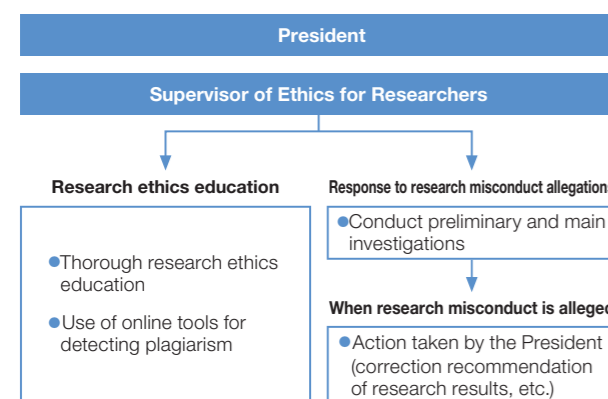 President
Supervisor of Ethics for Researchers
Research ethics education
●Thorough research ethics
education
●Use of online tools for
detecting plagiarism
Response to research misconduct allegations
●Conduct preliminary and main
investigations
When research misconduct is alleged
●Action taken by the President
(correction recommendation
of research results, etc.)